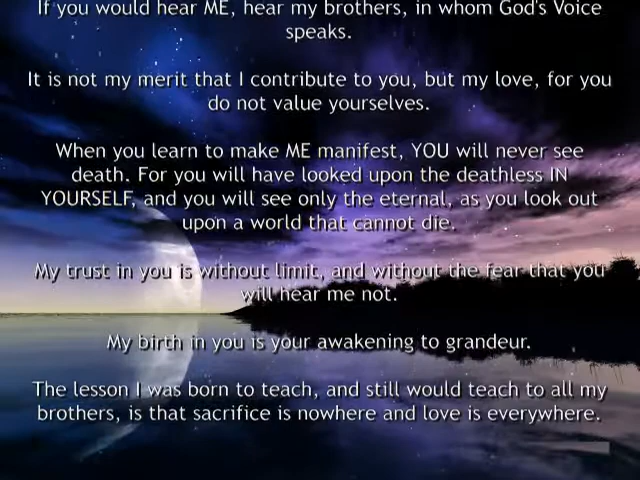 If you would hear ME, hear my brothers, in whom God's Voice
speaks.
It is not my merit that I contribute to you, but my love, for you
do not value yourselves.
When you learn to make ME manifest, YOU will never see
death. For you will have looked upon the deathless IN
YOURSELF, and you will see only the eternal, as you look out
upon a world that cannot die.
My trust in you is without limit, and without the fear that you
will hear me not.
My birth in you is your awakening to grandeur.
The lesson I was born to teach, and still would teach to all my
brothers, is that sacrifice is nowhere and love is everywhere.